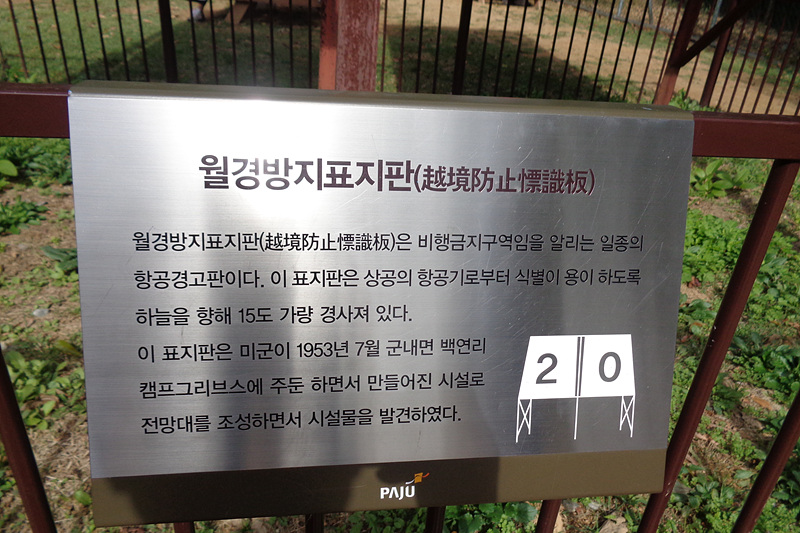 월경방지표지판(越境防止慓識板)
월경방지표지판(越境防止慓識板)은 비행금지구역임을 알리는 일종의
항공경고판이다. 이 표지판은 상공의 항공기로부터 식별이 용이 하도록
하늘을 향해 15도 가량 경사져 있다.
이 표지판은 미군이 1953년 7월 군내면 백연리
캠프그리브스에 주둔 하면서 만들어진 시설로
전망대를 조성하면서 시설물을 발견하였다.
2 0
PAJU